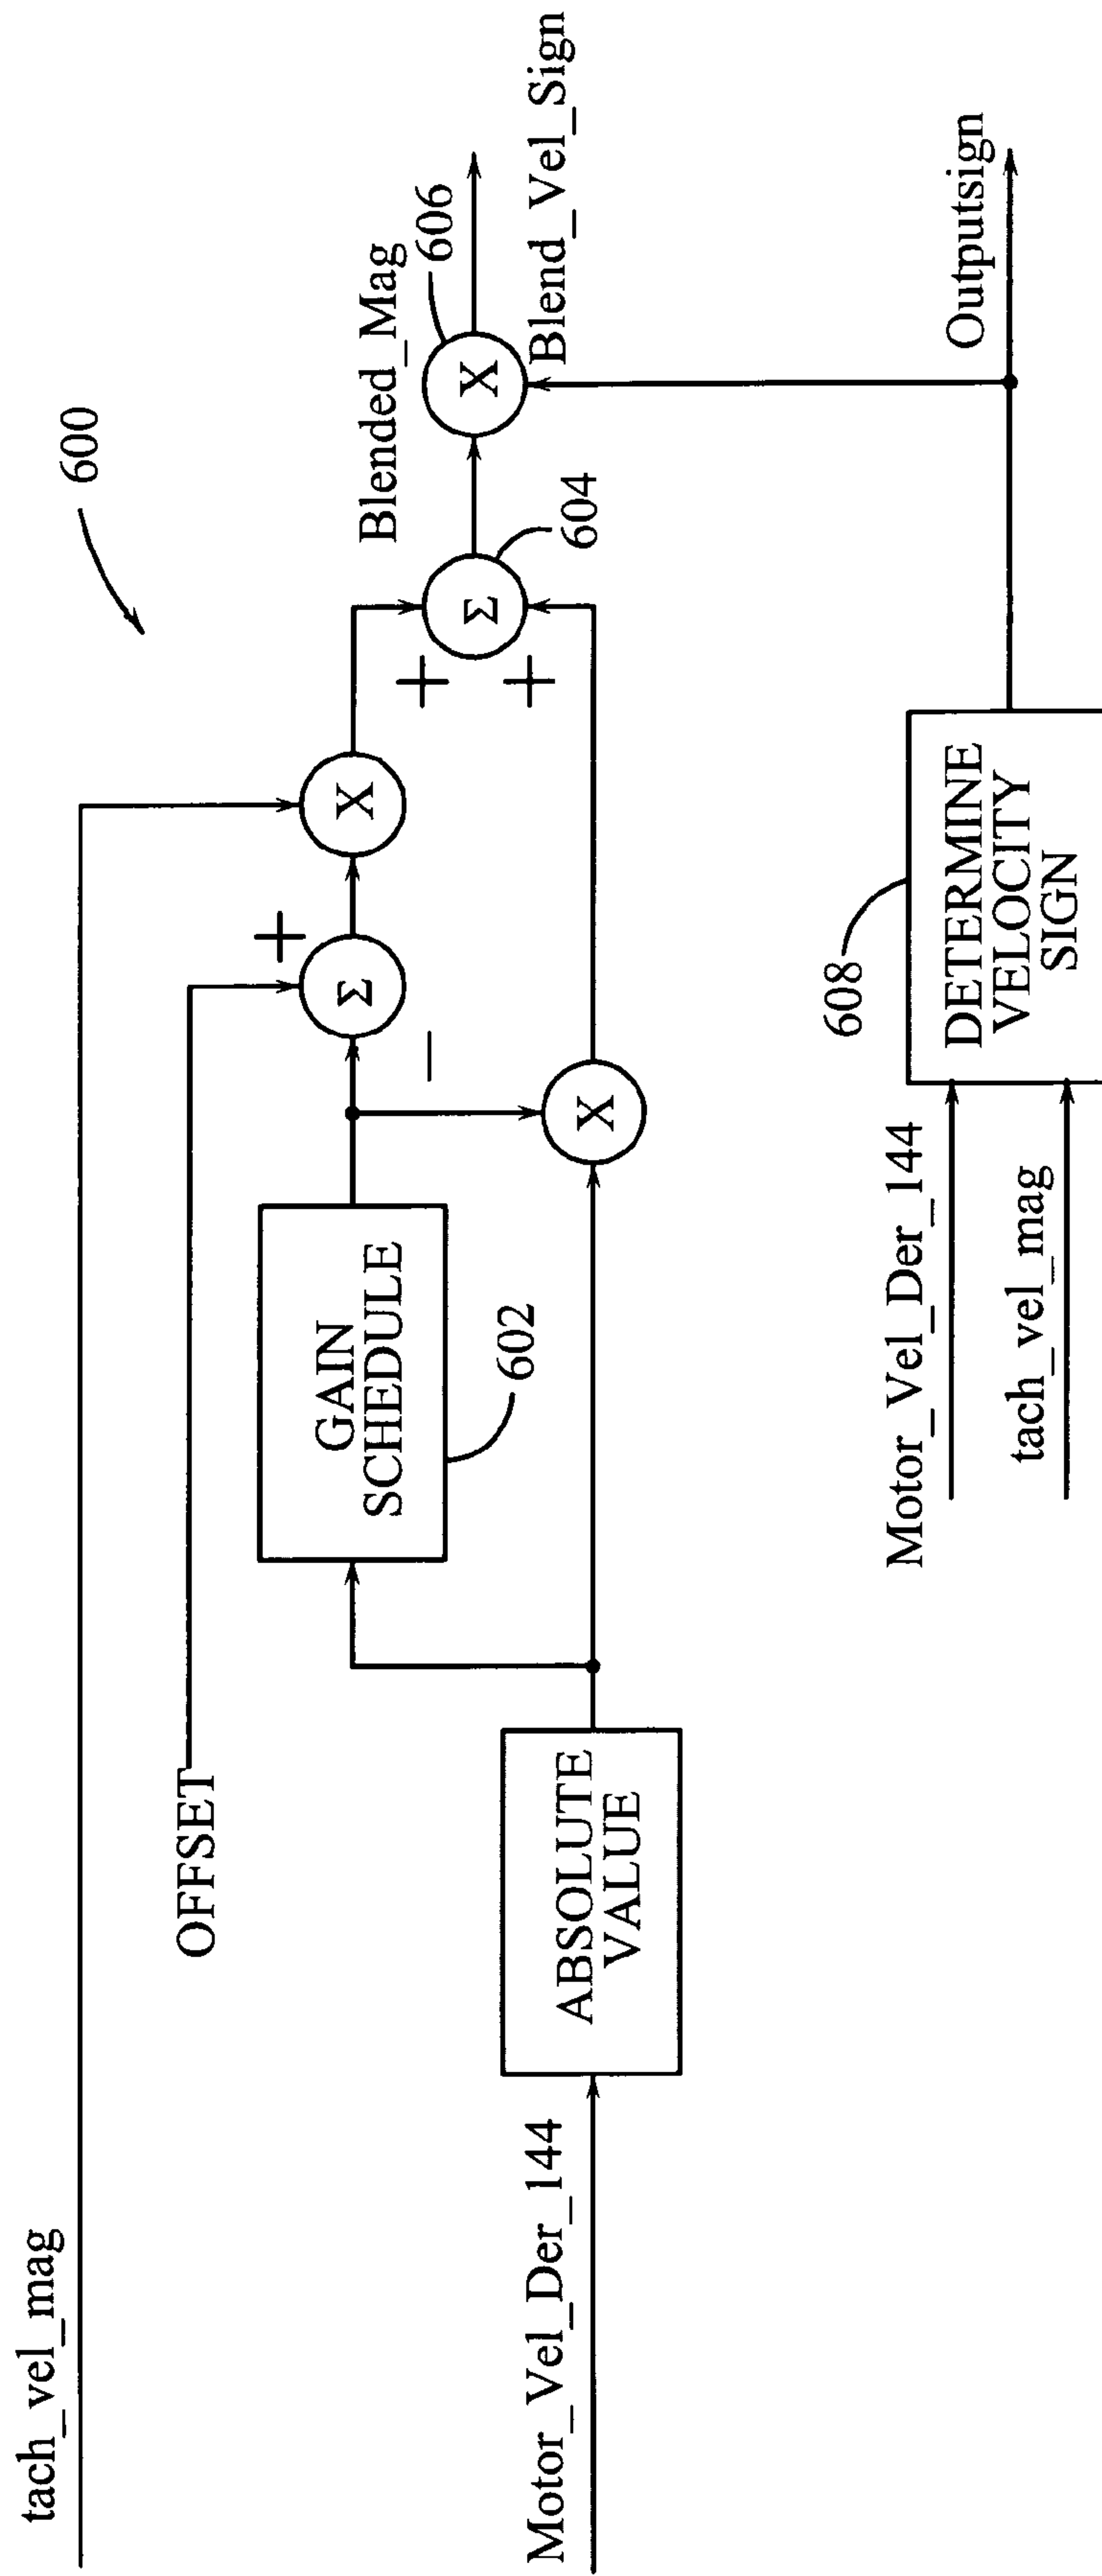 600
tach_vel_mag
OFFSET
Blended_Mag
606
+
X
GAIN
SCHEDULE
Σ
X
+
Σ
Blend_Vel_Sign
−
+
604
602
Motor_Vel_Der_144
ABSOLUTE
VALUE
X
608
Outputsign
Motor_Vel_Der_144
tach_vel_mag
DETERMINE
VELOCITY
SIGN